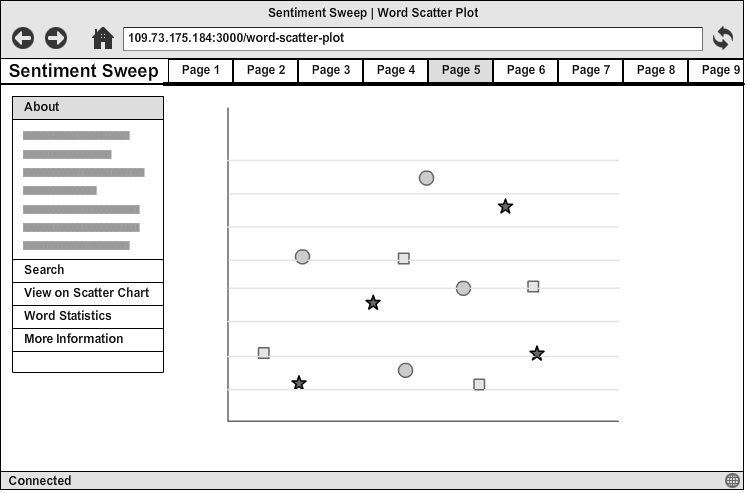 Sentiment Sweep | Word Scatter Plot
109.73.175.184:3000/word-scatter-plot
Sentiment Sweep Page 1 Page 2 Page 3 Page 4 Page 5 Page 6 Page 7 Page 8 Page 9
About
Search
View on Scatter Chart
Word Statistics
More Information
Connected